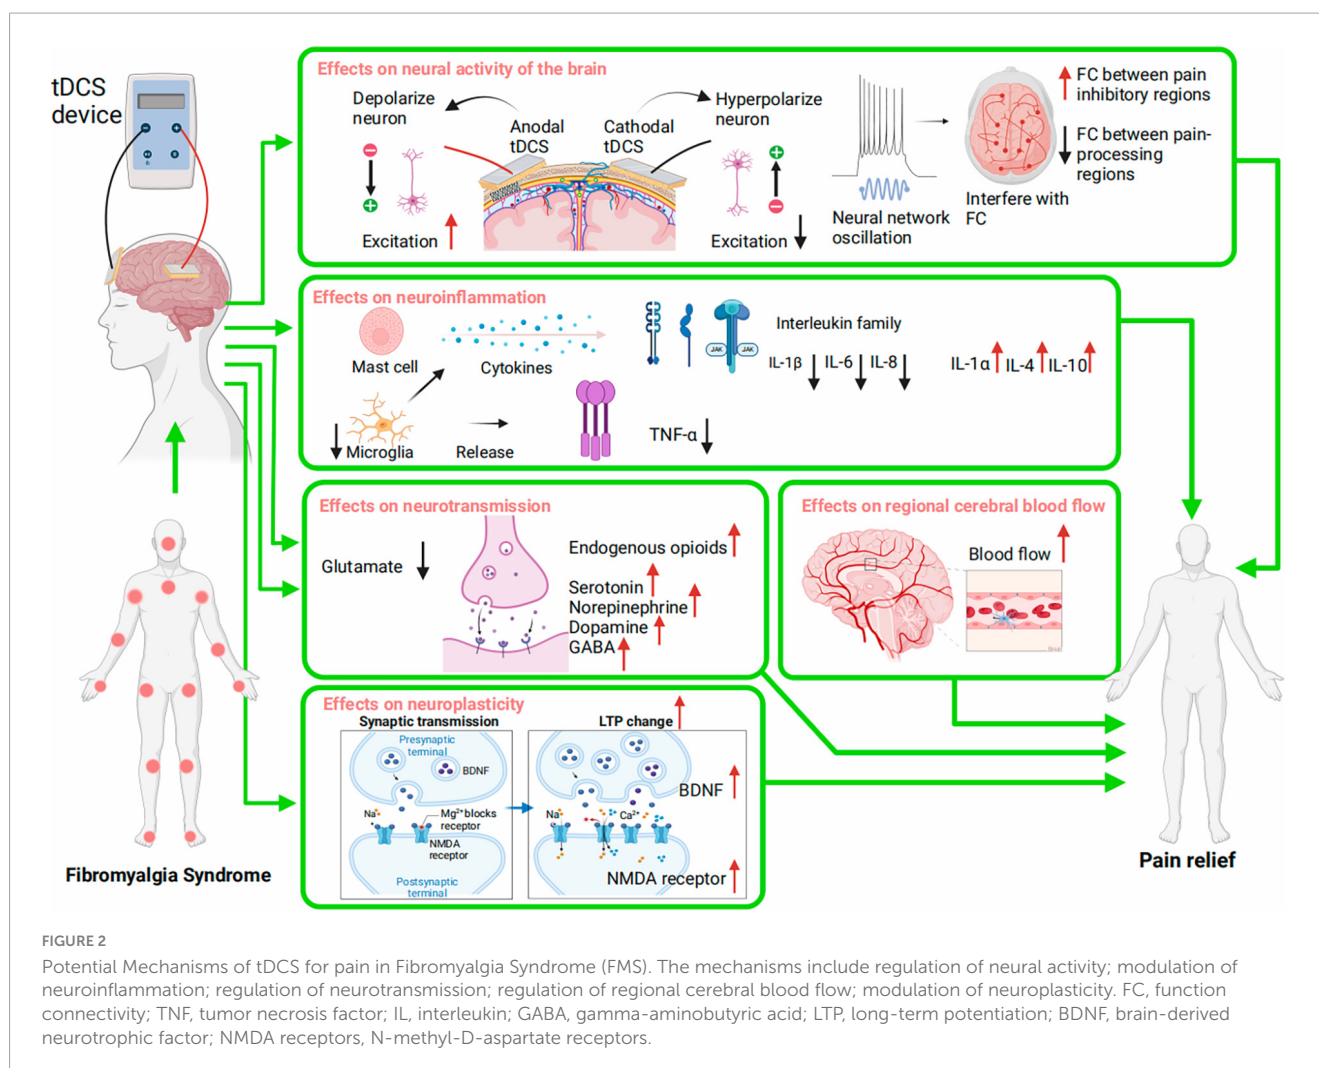 tDCS
device
Effects on neural activity of the brain
Depolarize
neuron
Anodal
tDCS
Cathodal
tDCS
Hyperpolarize
neuron
Excitation
Excitation
Neural network
oscillation
Interfere with
FC
FC between pain
inhibitory regions
FC between pain-
processing
regions
Effects on neuroinflammation
Mast cell
Cytokines
JAK
JAK
Interleukin family
IL-1β
IL-6
IL-8
IL-1α
IL-4
IL-10
Microglia
Release
TNF-α
Effects on neurotransmission
Glutamate
Endogenous opioids
Serotonin
Norepinephrine
Dopamine
GABA
Effects on regional cerebral blood flow
Blood flow
Effects on neuroplasticity
Synaptic transmission
LTP change
Presynaptic
terminal
BDNF
Na⁺
Mg²⁺blocks
receptor
NMDA
receptor
Postsynaptic
terminal
BDNF
Na⁺
Ca²⁺
NMDA receptor
Fibromyalgia Syndrome
Pain relief
FIGURE 2
Potential Mechanisms of tDCS for pain in Fibromyalgia Syndrome (FMS). The mechanisms include regulation of neural activity; modulation of
neuroinflammation; regulation of neurotransmission; regulation of regional cerebral blood flow; modulation of neuroplasticity. FC, function
connectivity; TNF, tumor necrosis factor; IL, interleukin; GABA, gamma-aminobutyric acid; LTP, long-term potentiation; BDNF, brain-derived
neurotrophic factor; NMDA receptors, N-methyl-D-aspartate receptors.